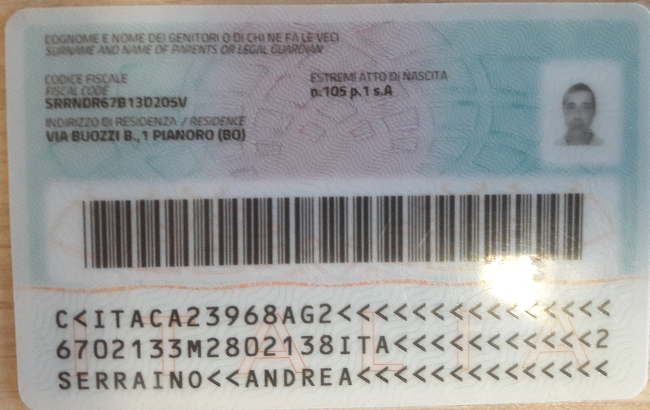 COGNOME E NOME DEI GENITORI O DI CHI NE FA LE VECI
SURNAME AND NAME OF PARENTS OR LEGAL GUARDIAN
CODICE FISCALE
FISCAL CODE
SRRNDR67B13D205V
ESTREMI ATTO DI NASCITA
n.105 p.1 s.A
INDIRIZZO DI RESIDENZA / RESIDENCE
VIA BUOZZI B., 1 PIANORO (BO)
C<ITACA23968AG2<<<<<<<<<<<<<<<
6702133M2802138ITA<<<<<<<<<<<2
SERRAINO<<ANDREA<<<<<<<<<<<<<<
ITALIA